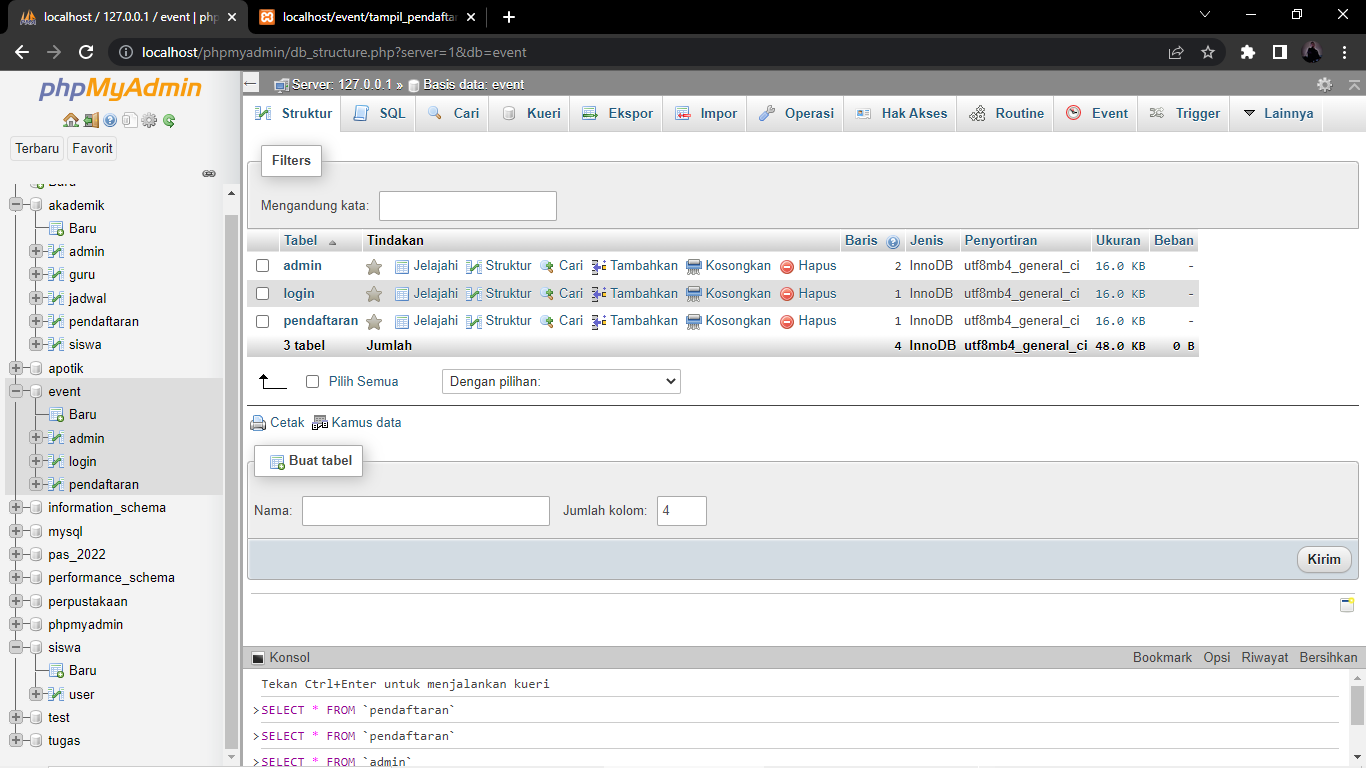 localhost / 127.0.0.1 / event | php
localhost/event/tampil_pendaftar
localhost/phpmyadmin/db_structure.php?server=1&db=event
phpMyAdmin
Terbaru Favorit
Baru
akademik
Baru
admin
guru
jadwal
pendaftaran
siswa
apotik
event
Baru
admin
login
pendaftaran
information_schema
mysql
pas_2022
performance_schema
perpustakaan
phpmyadmin
siswa
Baru
user
test
tugas
Server: 127.0.0.1 » Basis data: event
Struktur SQL Cari Kueri Ekspor Impor Operasi Hak Akses Routine Event Trigger Lainnya
Filters
Mengandung kata:
Tabel Tindakan Baris Jenis Penyortiran Ukuran Beban
admin Jelajahi Struktur Cari Tambahkan Kosongkan Hapus 2 InnoDB utf8mb4_general_ci 16.0 KB -
login Jelajahi Struktur Cari Tambahkan Kosongkan Hapus 1 InnoDB utf8mb4_general_ci 16.0 KB -
pendaftaran Jelajahi Struktur Cari Tambahkan Kosongkan Hapus 1 InnoDB utf8mb4_general_ci 16.0 KB -
3 tabel Jumlah 4 InnoDB utf8mb4_general_ci 48.0 KB 0 B
Pilih Semua Dengan pilihan:
Cetak Kamus data
Buat tabel
Nama: Jumlah kolom: 4
Kirim
Konsol Bookmark Opsi Riwayat Bersihkan
Tekan Ctrl+Enter untuk menjalankan kueri
>SELECT * FROM `pendaftaran`
>SELECT * FROM `pendaftaran`
>SELECT * FROM `admin`